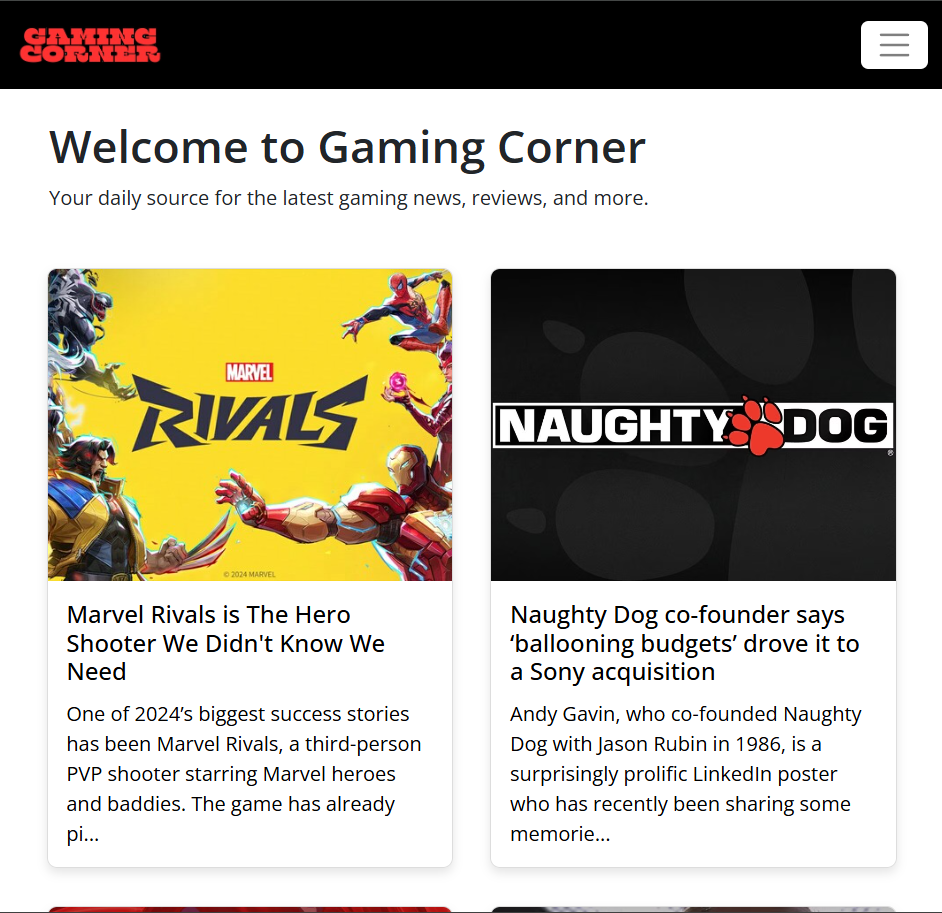 GAMING
CORNER
Welcome to Gaming Corner
Your daily source for the latest gaming news, reviews, and more.
MARVEL
RIVALS
© 2024 MARVEL
NAUGHTY DOG
®
Marvel Rivals is The Hero
Shooter We Didn't Know We
Need
One of 2024’s biggest success stories
has been Marvel Rivals, a third-person
PVP shooter starring Marvel heroes
and baddies. The game has already
pi...
Naughty Dog co-founder says
‘ballooning budgets’ drove it to
a Sony acquisition
Andy Gavin, who co-founded Naughty
Dog with Jason Rubin in 1986, is a
surprisingly prolific LinkedIn poster
who has recently been sharing some
memorie...